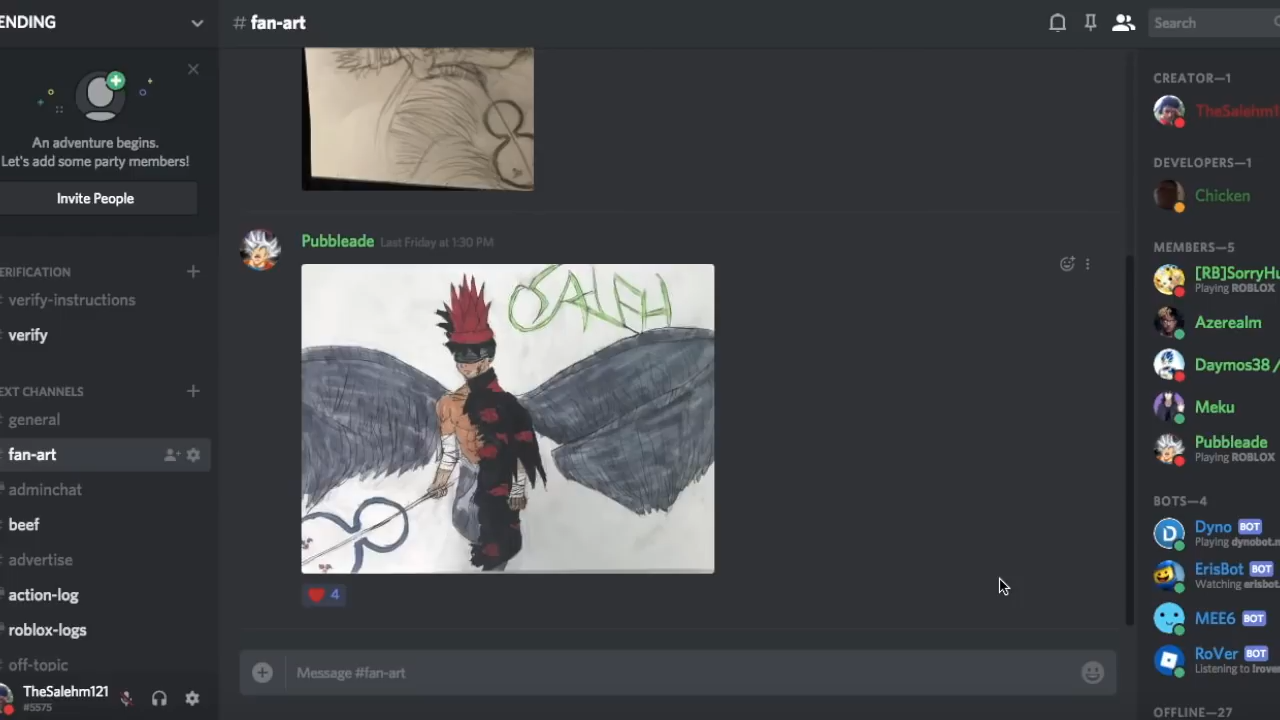 ENDING
# fan-art
Search
An adventure begins.
Let's add some party members!
Invite People
ERIFICATION
verify-instructions
verify
EXT CHANNELS
general
fan-art
adminchat
beef
advertise
action-log
roblox-logs
off-topic
TheSalehm121
#5575
Pubbleade Last Friday at 1:30 PM
SALEH
4
Message #fan-art
CREATOR—1
TheSalehm1
DEVELOPERS—1
Chicken
MEMBERS—5
[RB]SorryHu
Playing ROBLOX
Azerealm
Daymos38 /
Meku
Pubbleade
Playing ROBLOX
BOTS—4
Dyno BOT
Playing dynobot.n
ErisBot BOT
Watching erisbot.
MEE6 BOT
RoVer BOT
Listening to !rover
OFFLINE—27